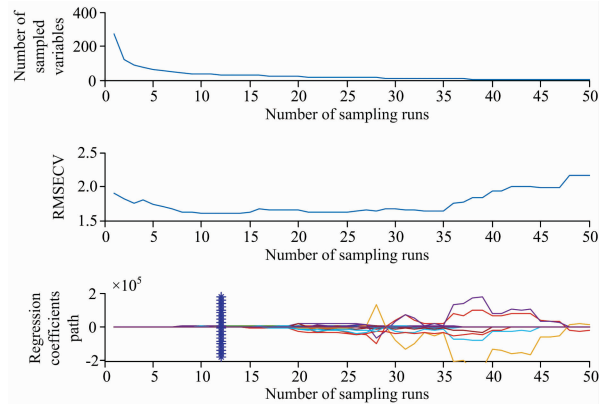 Number of
sampled
variables
400
200
0
0 5 10 15 20 25 30 35 40 45 50
Number of sampling runs
RMSECV
2.5
2.0
1.5
0 5 10 15 20 25 30 35 40 45 50
Number of sampling runs
Regression
coefficients
path
×10⁵
2
0
-2
0 5 10 15 20 25 30 35 40 45 50
Number of sampling runs